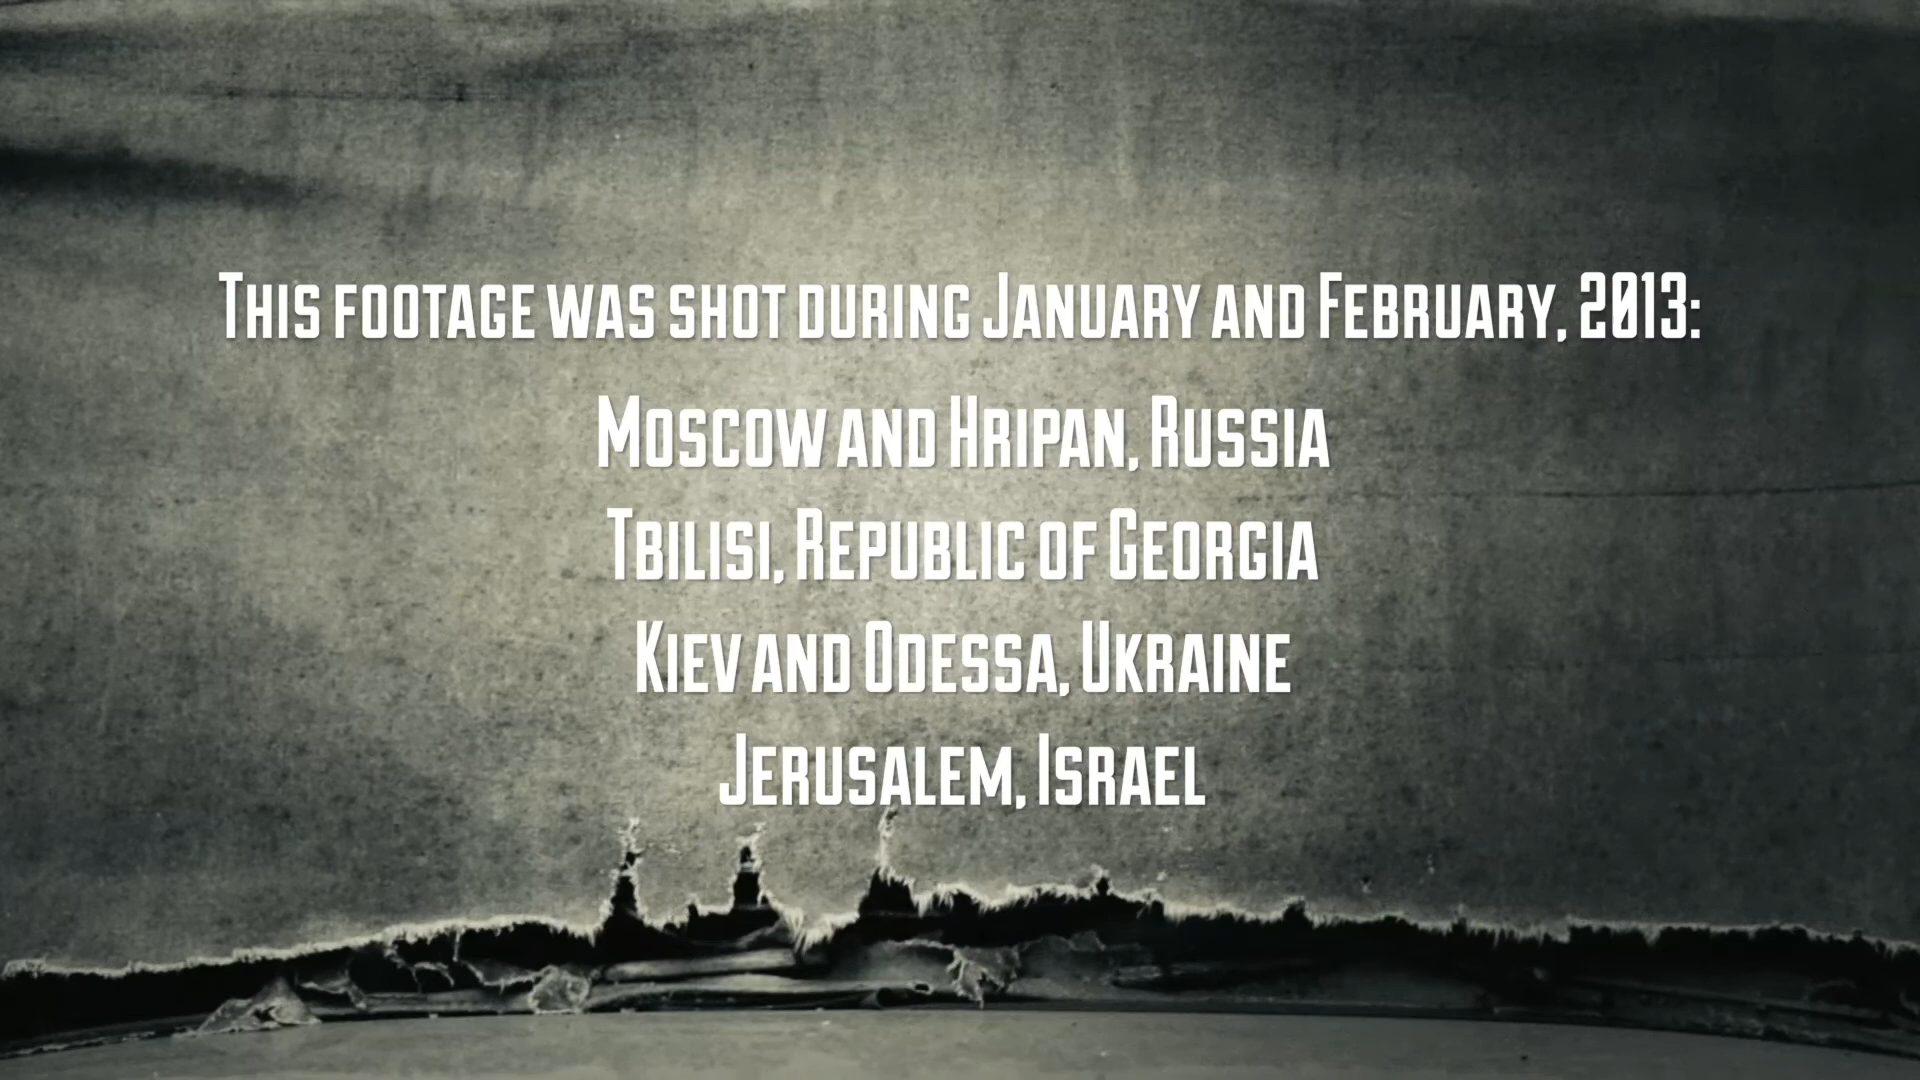 This footage was shot during January and February, 2013:
Moscow and Hripan, Russia
Tbilisi, Republic of Georgia
Kiev and Odessa, Ukraine
Jerusalem, Israel